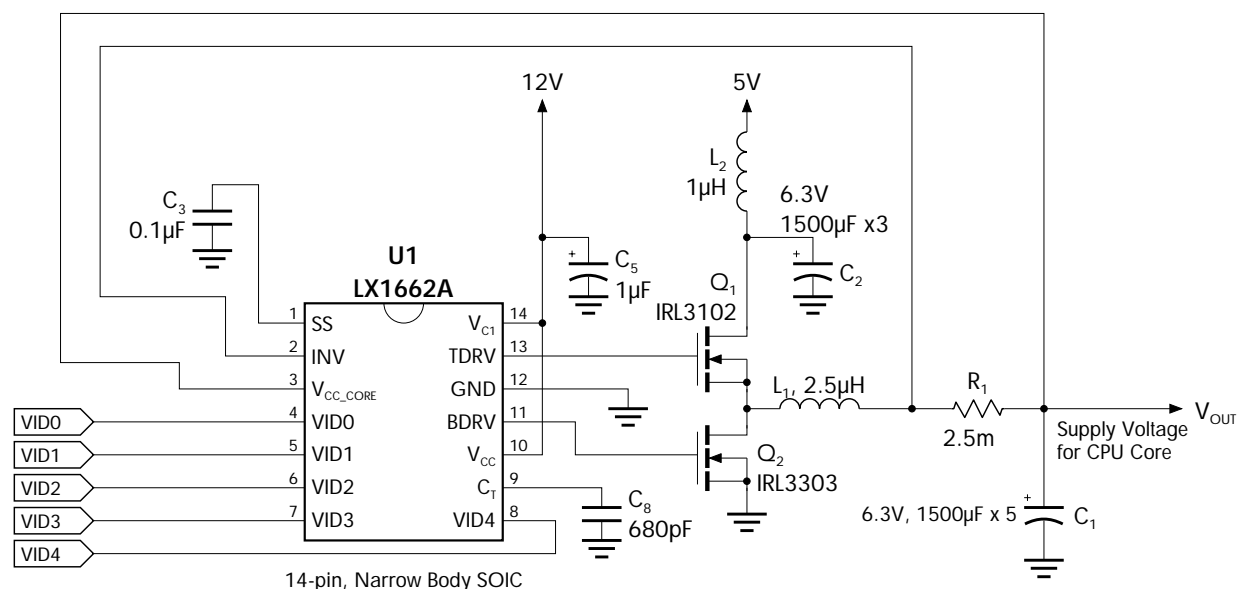 12V
5V
L2
1µH
6.3V
1500µF x3
C3
0.1µF
+
C5
1µF
+
C2
U1
LX1662A
Q1
IRL3102
1
SS
VC1
14
2
INV
TDRV
13
3
VCC_CORE
GND
12
4
VID0
BDRV
11
5
VID1
VCC
10
6
VID2
CT
9
7
VID3
VID4
8
VID0
VID1
VID2
VID3
VID4
L1, 2.5µH
R1
2.5m
VOUT
Supply Voltage
for CPU Core
Q2
IRL3303
C8
680pF
6.3V, 1500µF x 5
+
C1
14-pin, Narrow Body SOIC